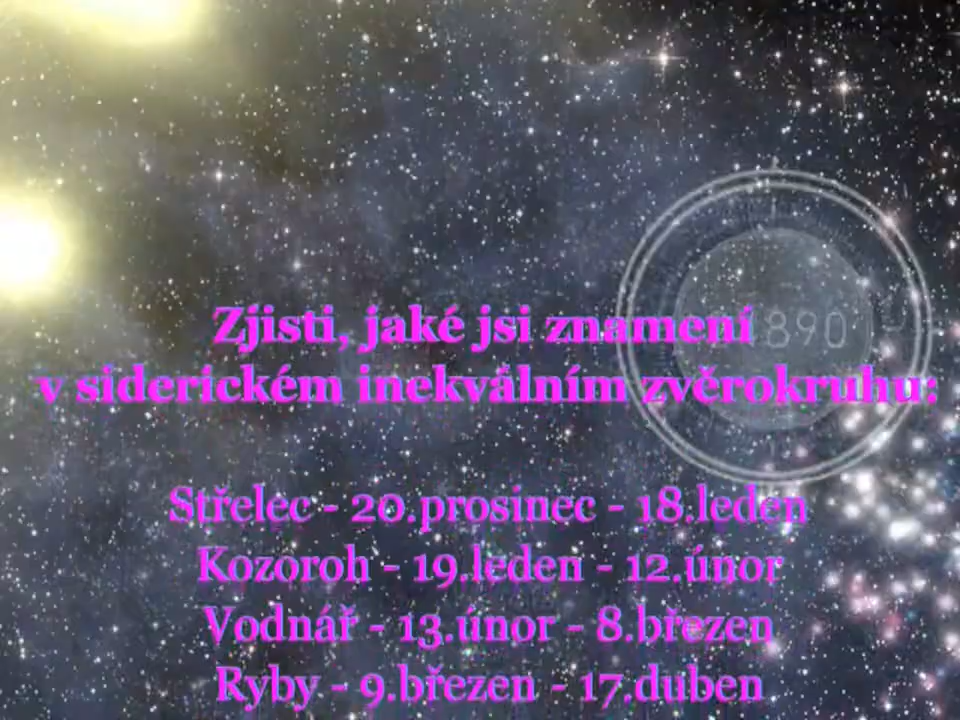 Zjisti, jaké jsi znamení
890
v siderickém inekválním zvěrokruhu:
Střelec - 20.prosinec - 18.leden
Kozoroh - 19.leden - 12.únor
Vodnář - 13.únor - 8.březen
Ryby - 9.březen - 17.duben